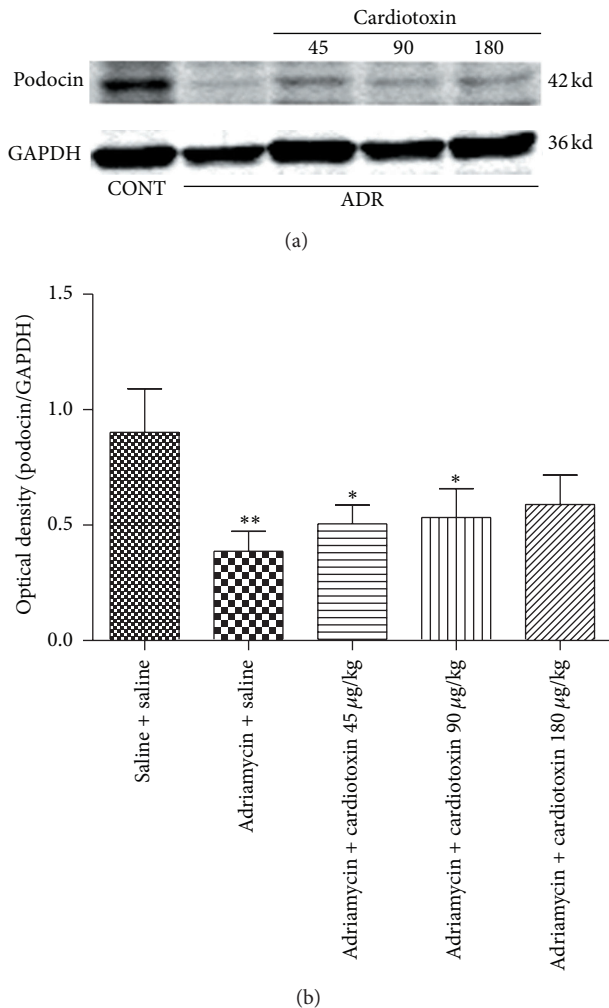 Cardiotoxin
45 90 180
Podocin 42 kd
GAPDH 36 kd
CONT ADR
(a)
Optical density (podocin/GAPDH)
1.5
1.0
0.5
0.0
**
*
*
Saline + saline
Adriamycin + saline
Adriamycin + cardiotoxin 45 μg/kg
Adriamycin + cardiotoxin 90 μg/kg
Adriamycin + cardiotoxin 180 μg/kg
(b)